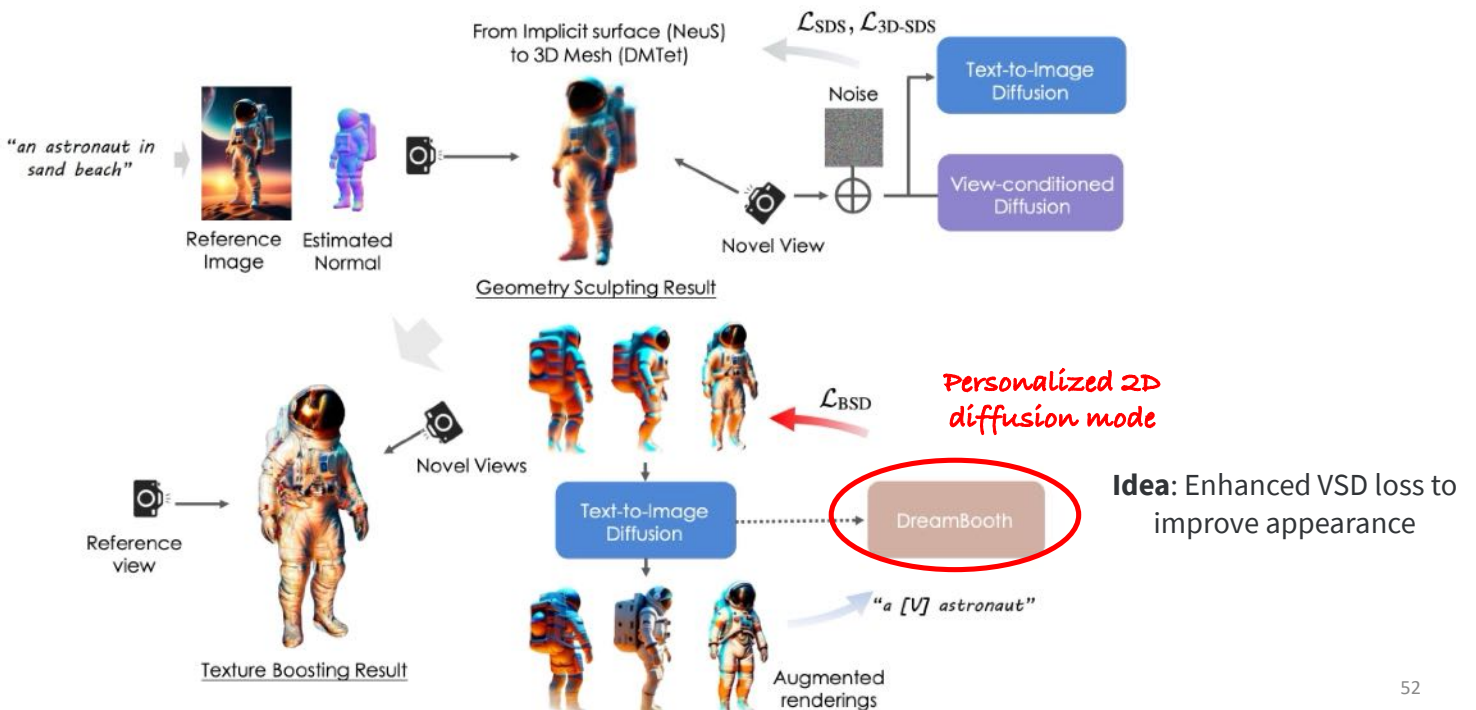 From Implicit surface (NeuS)
to 3D Mesh (DMTet)
ℒSDS, ℒ3D-SDS
Text-to-Image
Diffusion
Noise
"an astronaut in
sand beach"
View-conditioned
Diffusion
Reference
Image
Estimated
Normal
Novel View
Geometry Sculpting Result
Personalized 2D
diffusion mode
ℒBSD
Novel Views
Idea: Enhanced VSD loss to
improve appearance
Text-to-Image
Diffusion
DreamBooth
Reference
view
"a [V] astronaut"
Texture Boosting Result
Augmented
renderings
52